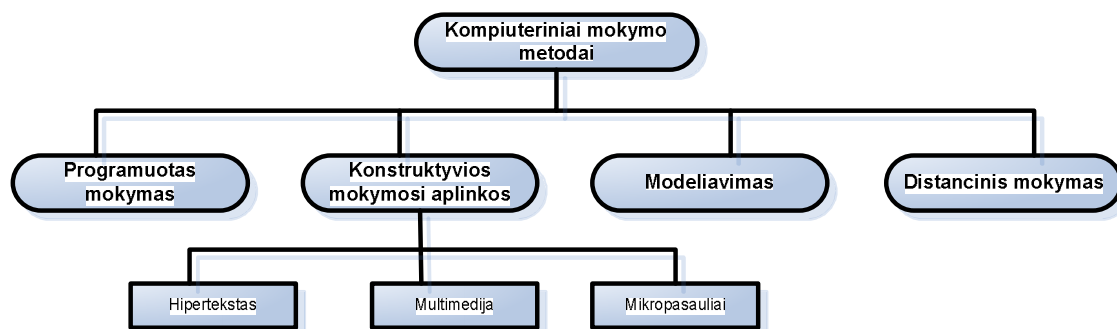 Kompiuteriniai mokymo
metodai
Programuotas
mokymas
Konstruktyvios
mokymosi aplinkos
Modeliavimas
Distancinis mokymas
Hipertekstas
Multimedija
Mikropasauliai